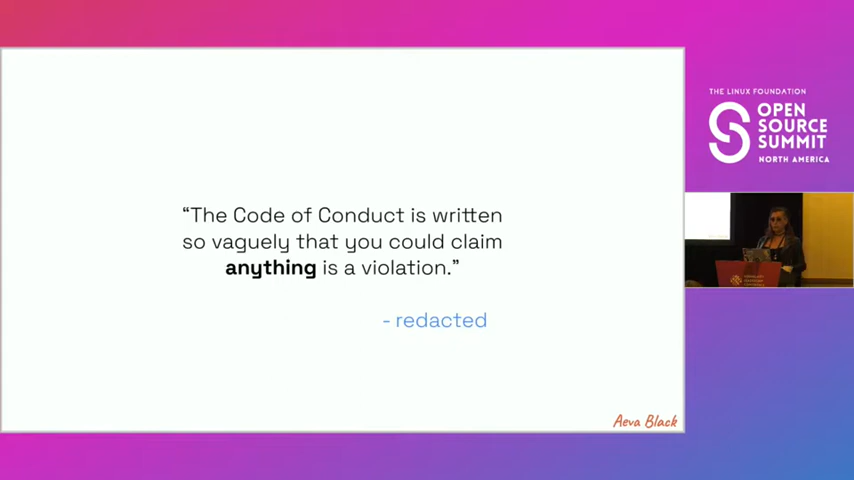 “The Code of Conduct is written
so vaguely that you could claim
anything is a violation.”
- redacted
Aeva Black
THE LINUX FOUNDATION
OPEN
SOURCE
SUMMIT
NORTH AMERICA